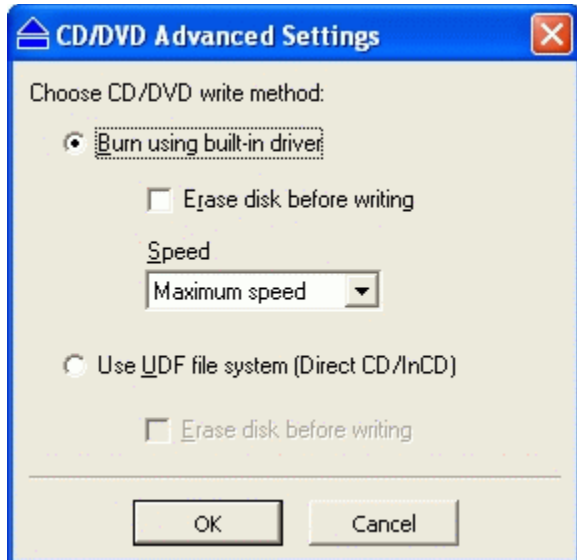 CD/DVD Advanced Settings
Choose CD/DVD write method:
Burn using built-in driver
Erase disk before writing
Speed
Maximum speed
Use UDF file system (Direct CD/InCD)
Erase disk before writing
OK Cancel